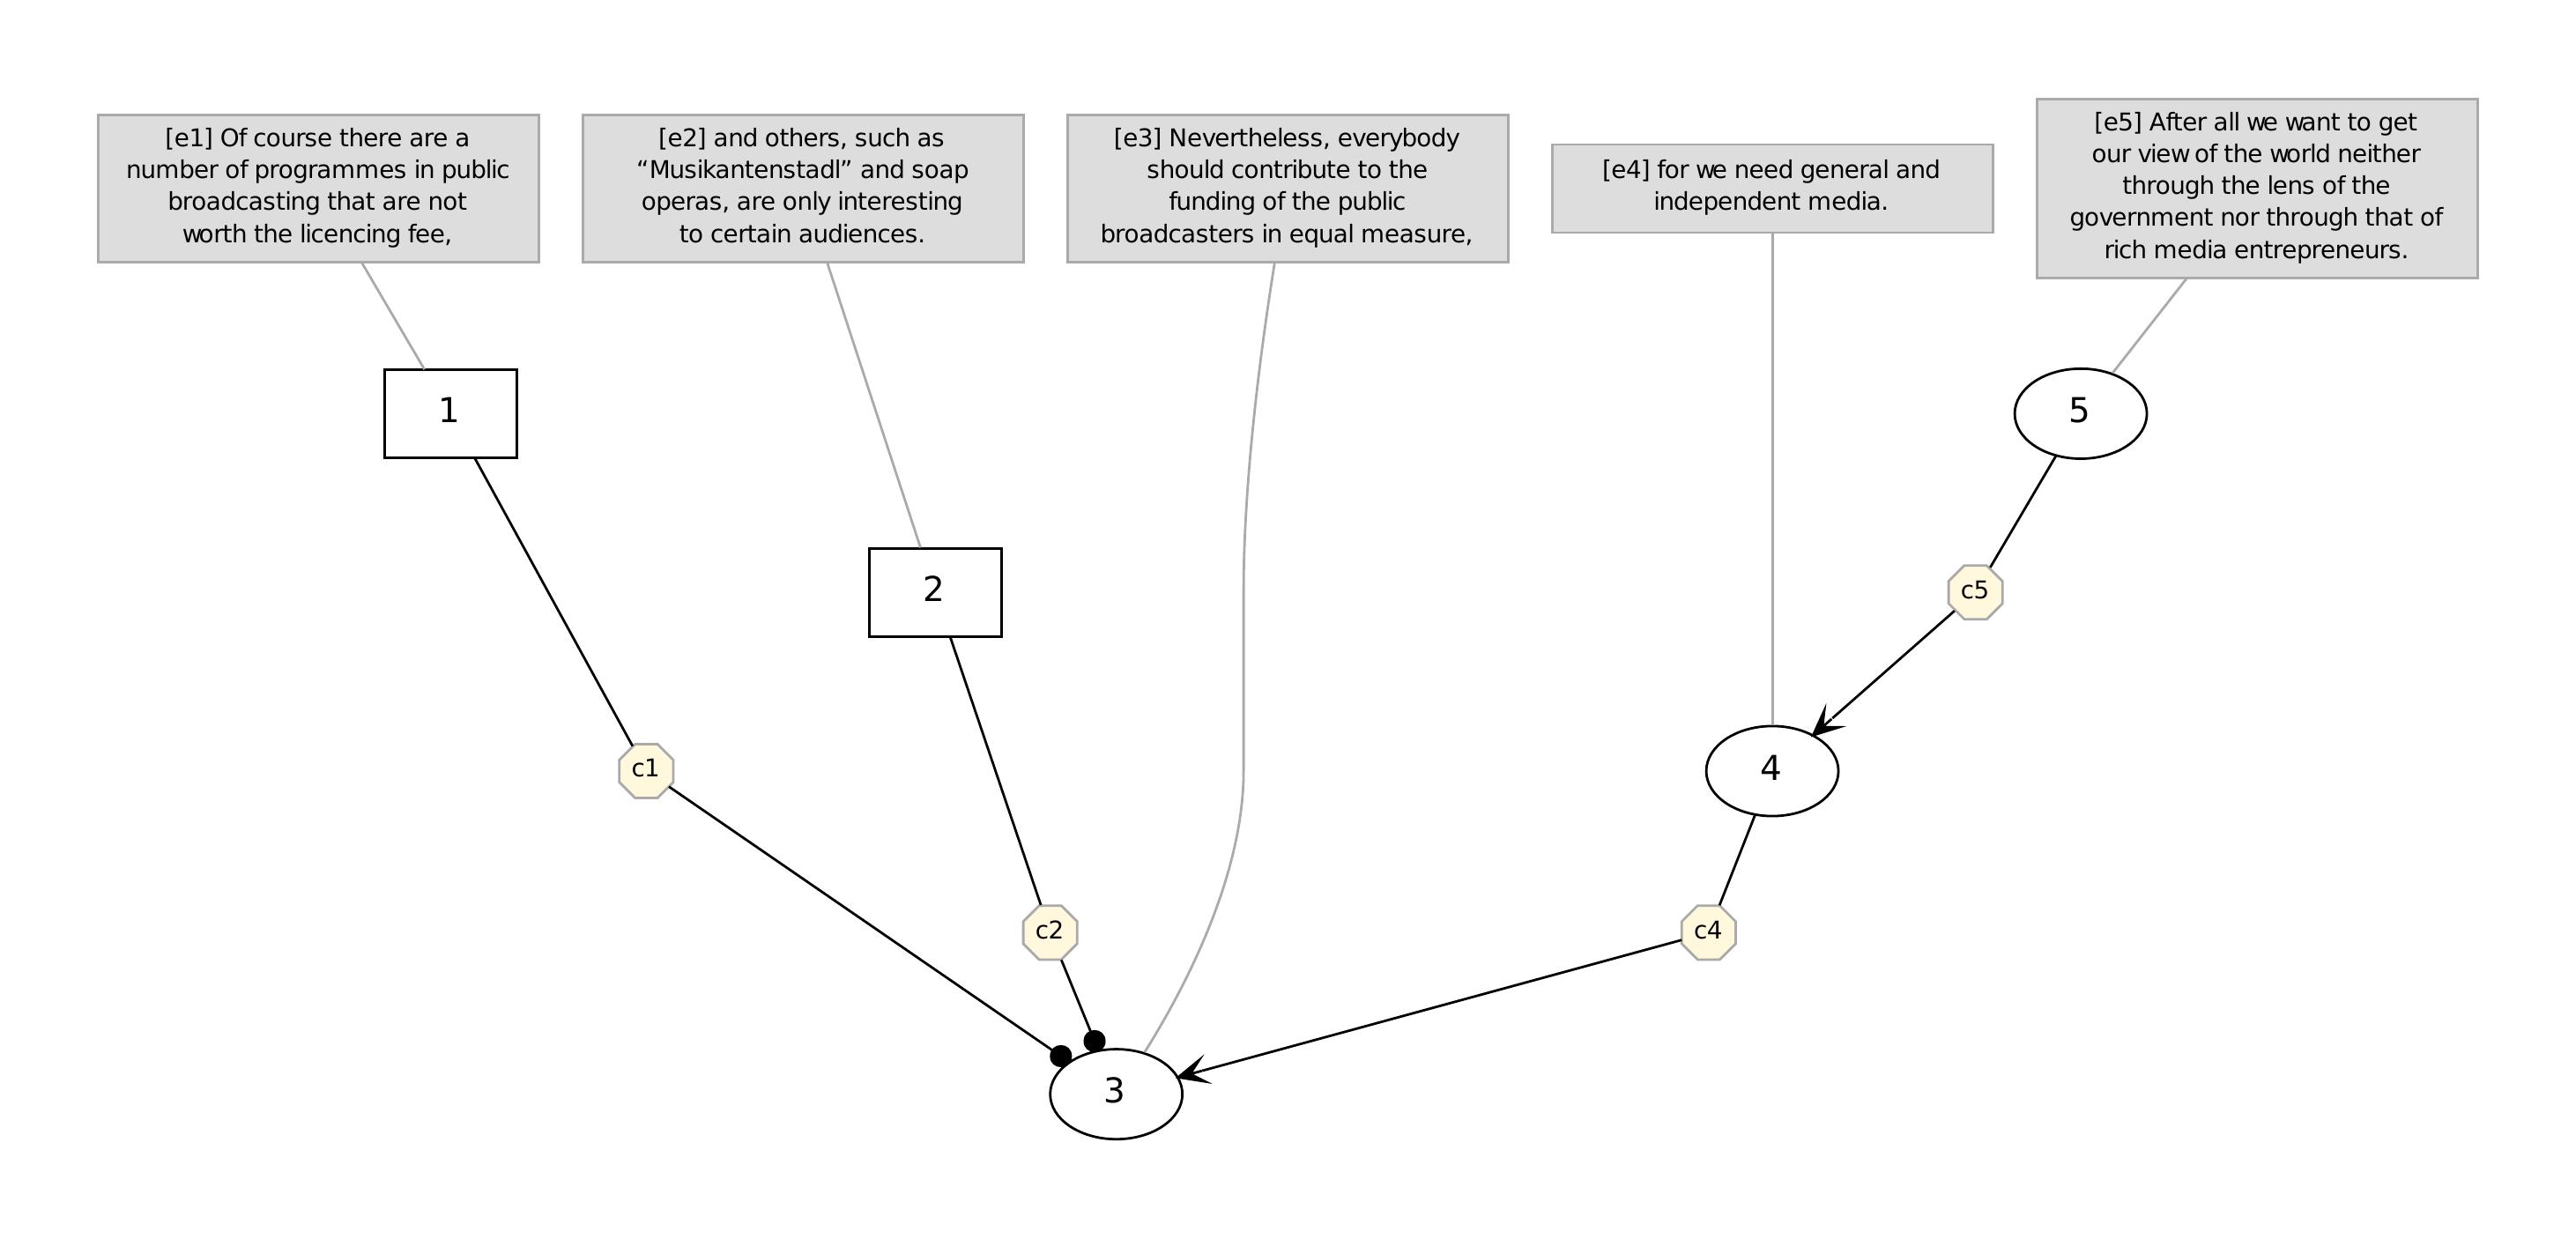 [e1] Of course there are a
number of programmes in public
broadcasting that are not
worth the licencing fee,
[e2] and others, such as
“Musikantenstadl” and soap
operas, are only interesting
to certain audiences.
[e3] Nevertheless, everybody
should contribute to the
funding of the public
broadcasters in equal measure,
[e4] for we need general and
independent media.
[e5] After all we want to get
our view of the world neither
through the lens of the
government nor through that of
rich media entrepreneurs.
1
5
2
c5
c1
4
c2
c4
3